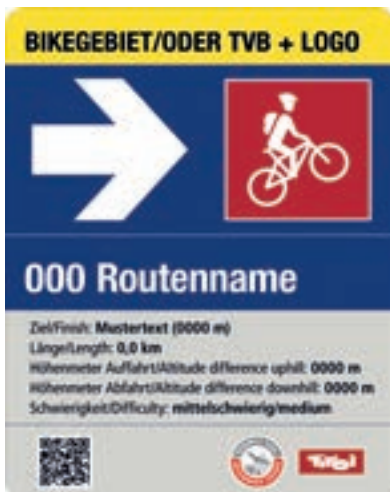 BIKEGEBIET/ODER TVB + LOGO
000 Routenname
Ziel/Finish: Mustertext (0000 m)
Länge/Length: 0,0 km
Höhenmeter Auffahrt/Altitude difference uphill: 0000 m
Höhenmeter Abfahrt/Altitude difference downhill: 0000 m
Schwierigkeit/Difficulty: mittelschwierig/medium
Tirol